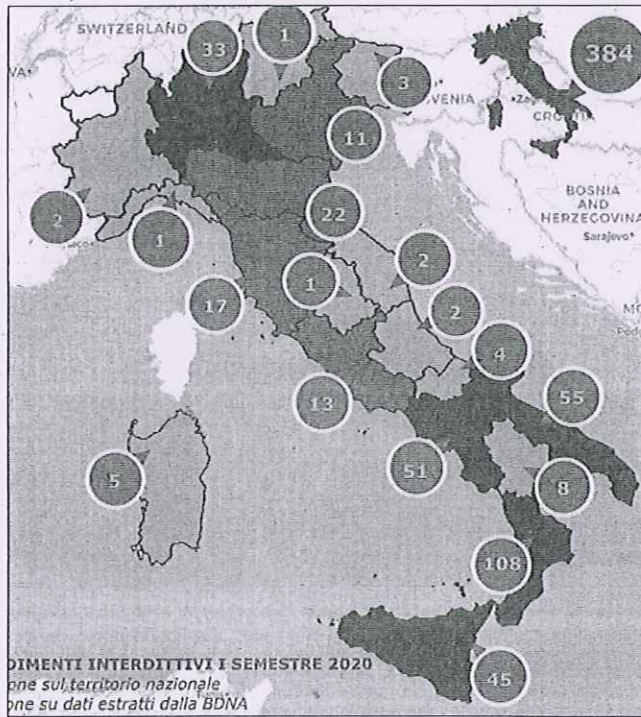 SWITZERLAND
33
1
384
3
VENIA
Zag
CROATIA
11
BOSNIA
AND
HERZEGOVINA
Sarajevo
2
1
22
1
2
17
2
4
13
55
51
5
8
108
45
DIMENTI INTERDITTIVI I SEMESTRE 2020
one sul territorio nazionale
one su dati estratti dalla BDNA